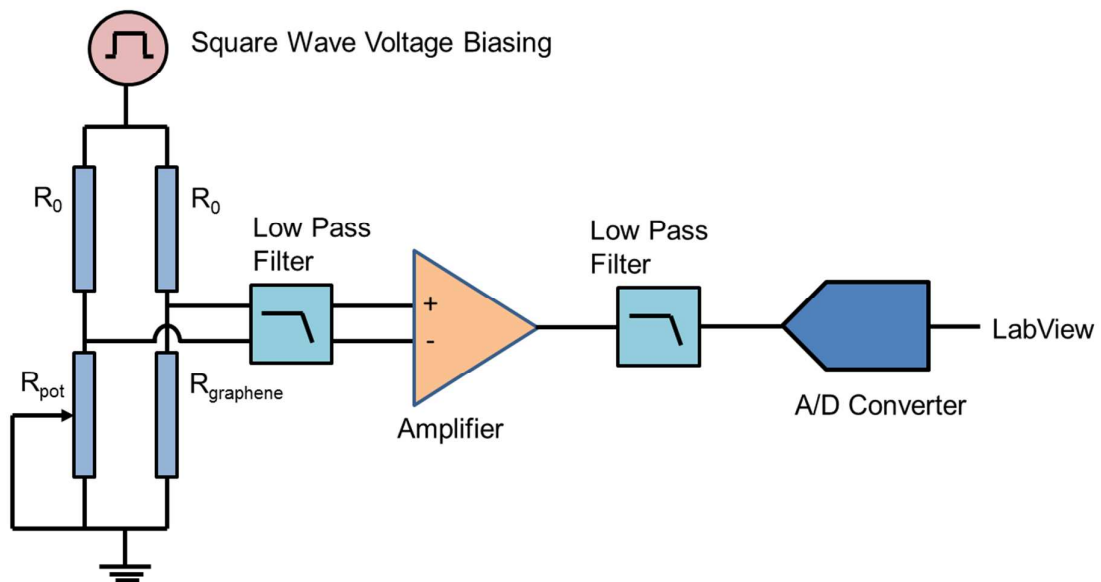 Square Wave Voltage Biasing
R0
R0
Low Pass
Filter
Low Pass
Filter
+
-
LabView
Rpot
Rgraphene
A/D Converter
Amplifier